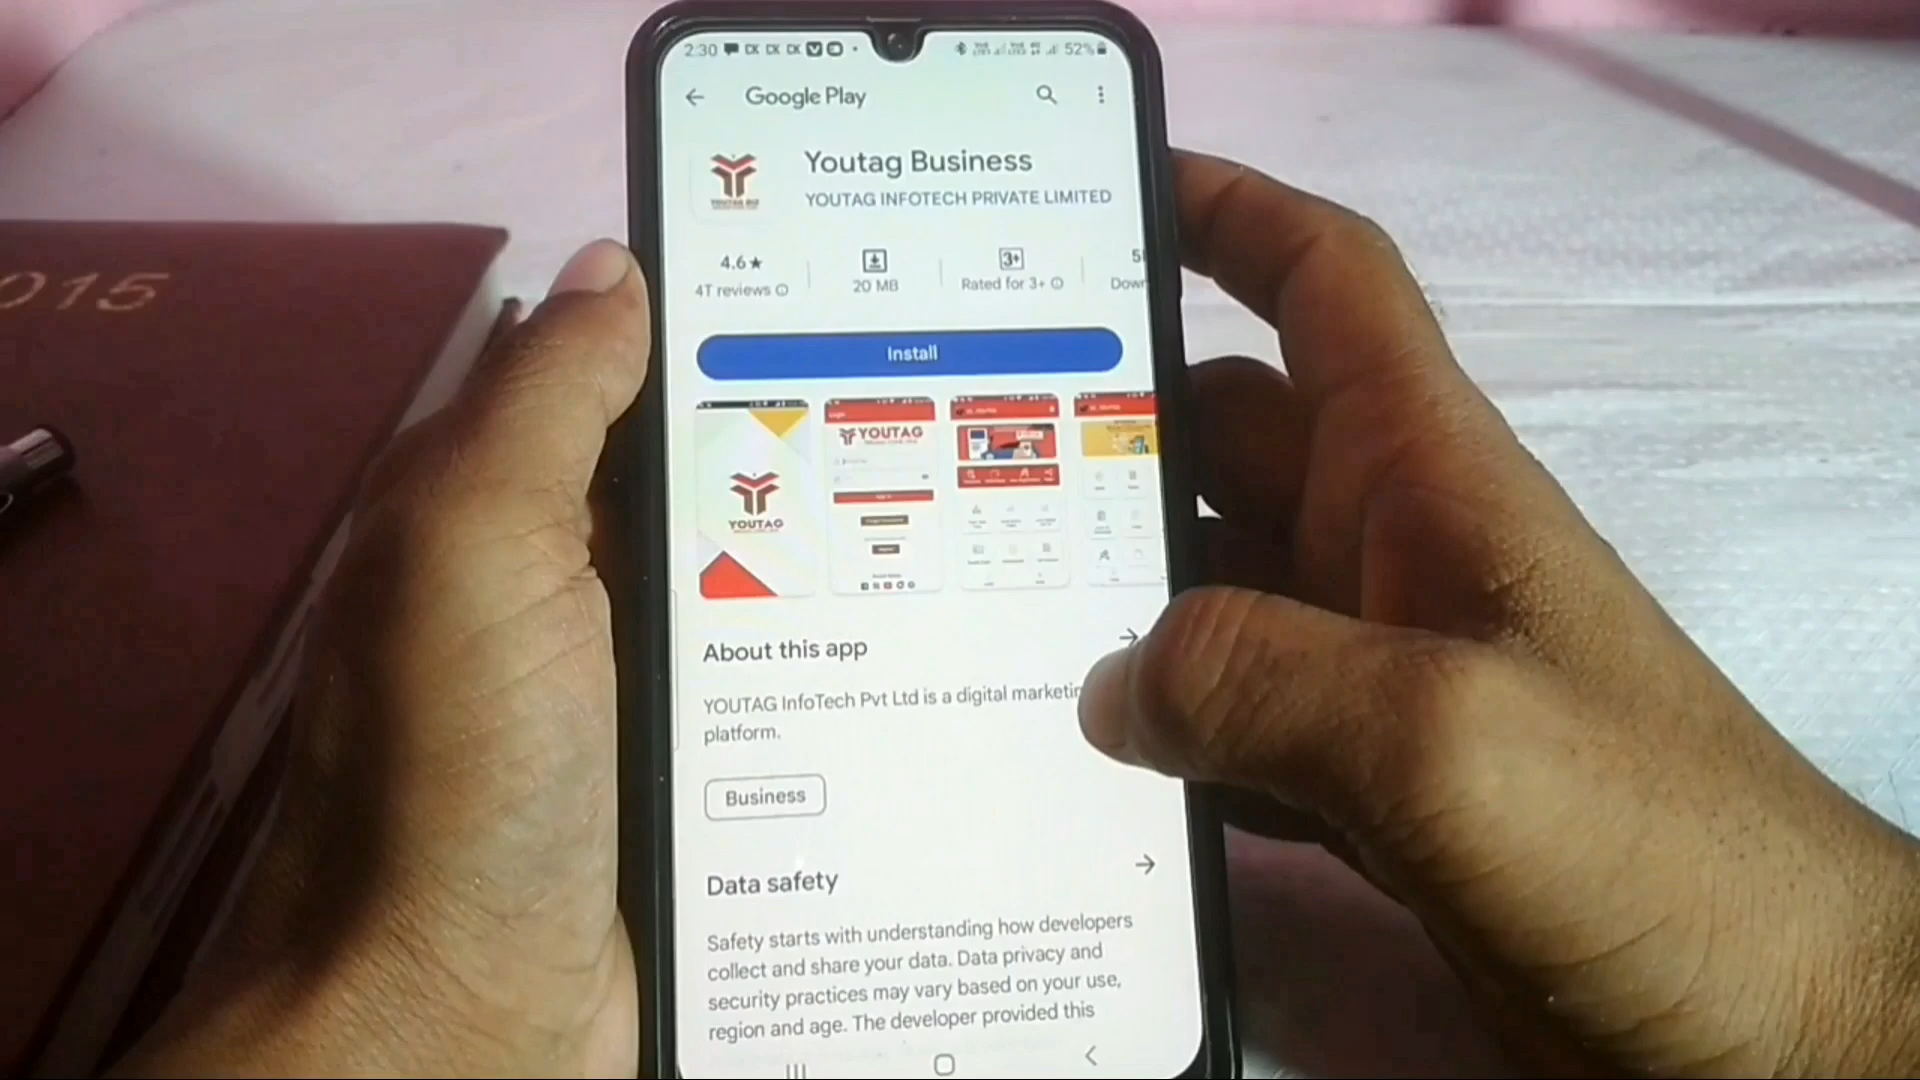 2:30
52%
Google Play
Youtag Business
YOUTAG INFOTECH PRIVATE LIMITED
4.6★
4T reviews
20 MB
3+
Rated for 3+
Install
Login
YOUTAG
YOUTAG
About this app
YOUTAG InfoTech Pvt Ltd is a digital
platform.
Business
Data safety
Safety starts with understanding how developers
collect and share your data. Data privacy and
security practices may vary based on your use,
region and age. The developer provided this
015